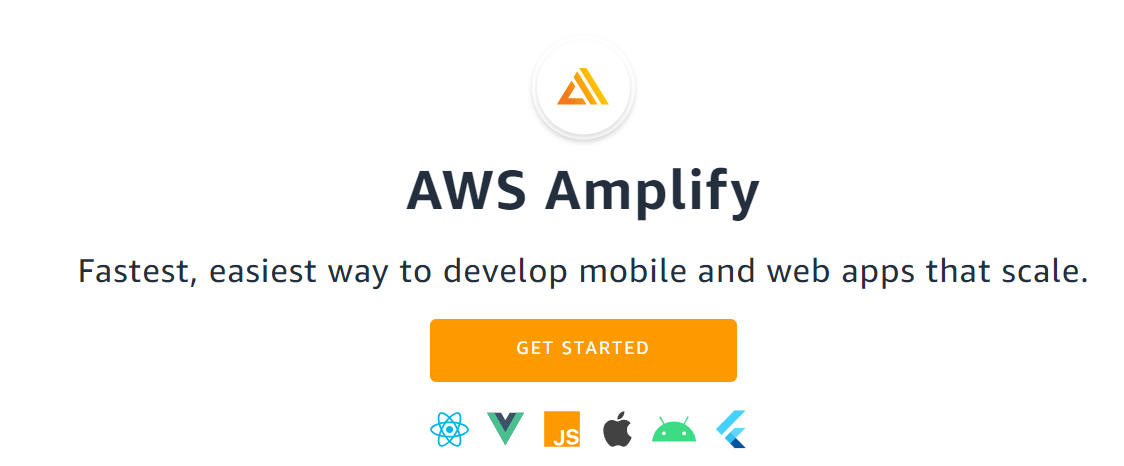 AWS Amplify
Fastest, easiest way to develop mobile and web apps that scale.
GET STARTED
JS